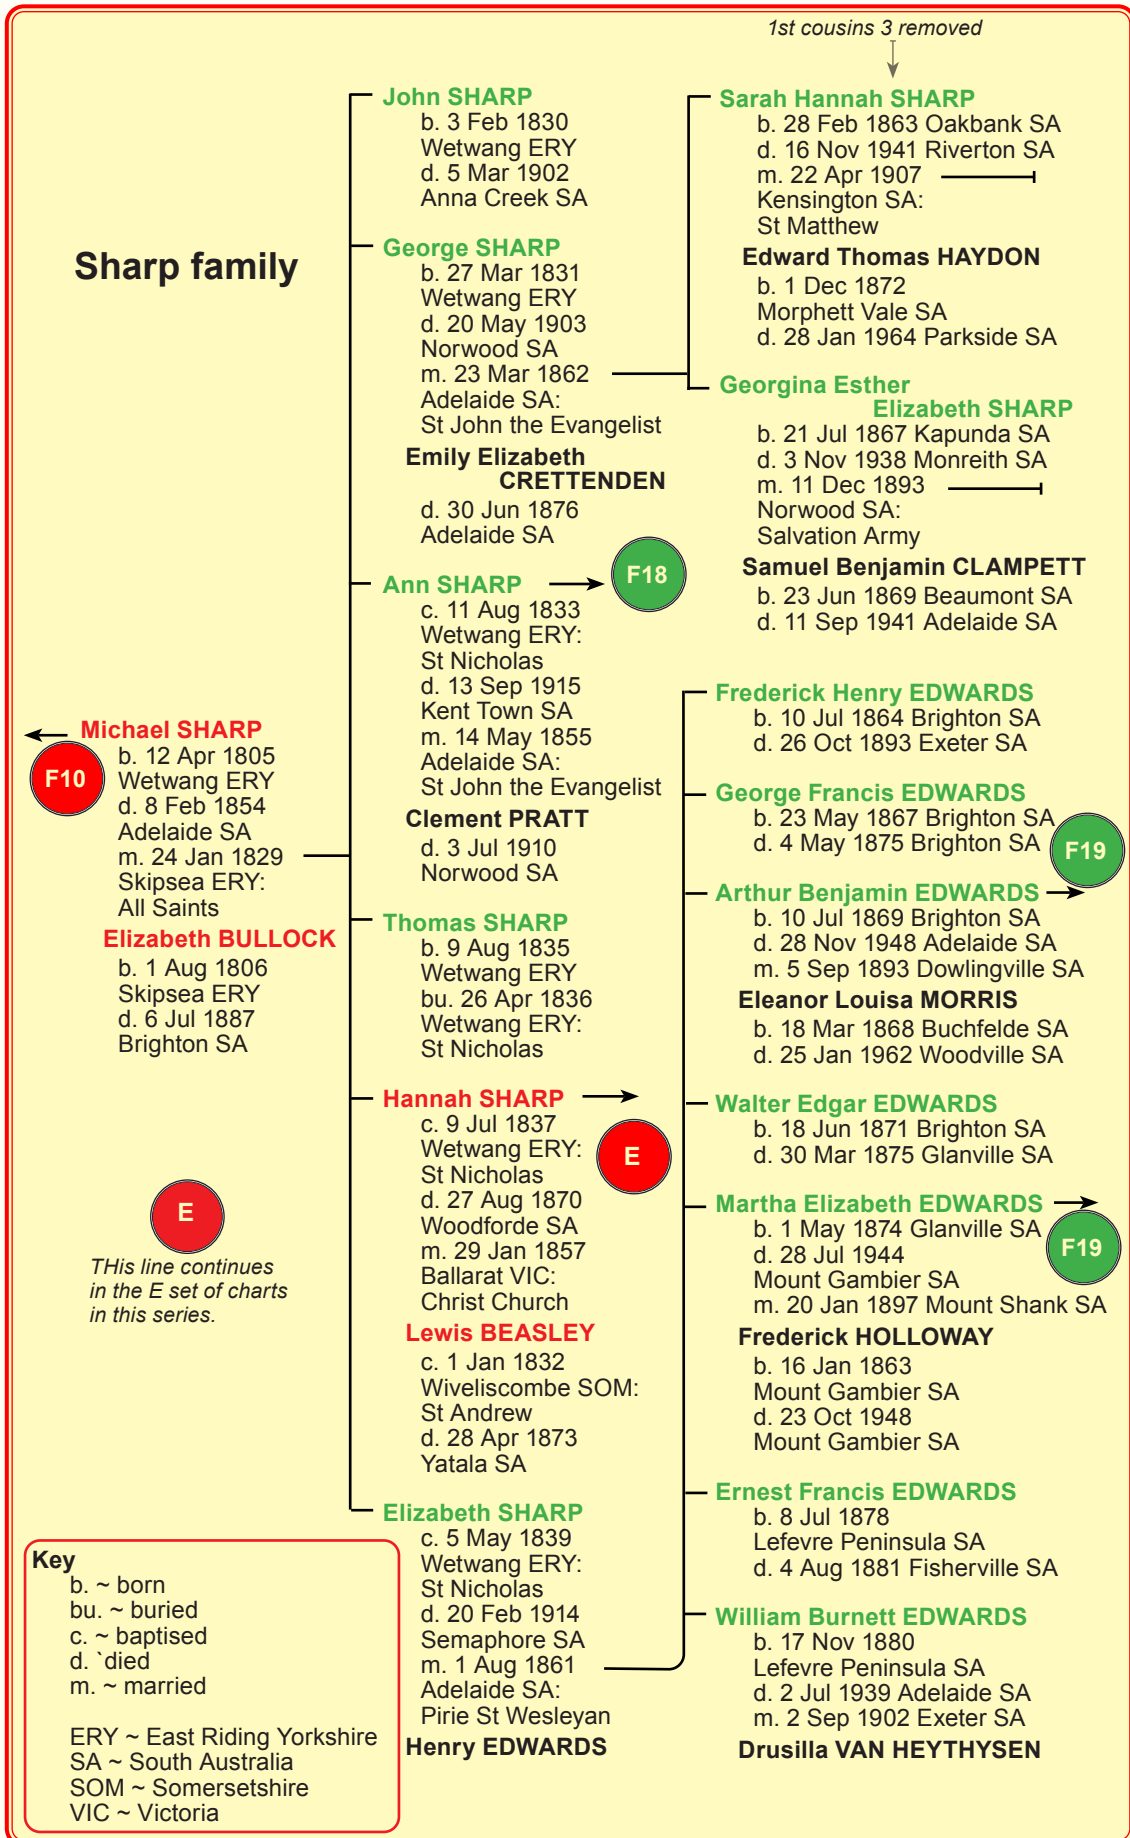 1st cousins 3 removed
Sharp family
F10
Michael SHARP
b. 12 Apr 1805
Wetwang ERY
d. 8 Feb 1854
Adelaide SA
m. 24 Jan 1829
Skipsea ERY:
All Saints
Elizabeth BULLOCK
b. 1 Aug 1806
Skipsea ERY
d. 6 Jul 1887
Brighton SA
E
THis line continues
in the E set of charts
in this series.
John SHARP
b. 3 Feb 1830
Wetwang ERY
d. 5 Mar 1902
Anna Creek SA
George SHARP
b. 27 Mar 1831
Wetwang ERY
d. 20 May 1903
Norwood SA
m. 23 Mar 1862
Adelaide SA:
St John the Evangelist
Emily Elizabeth
CRETTENDEN
d. 30 Jun 1876
Adelaide SA
Ann SHARP
F18
c. 11 Aug 1833
Wetwang ERY:
St Nicholas
d. 13 Sep 1915
Kent Town SA
m. 14 May 1855
Adelaide SA:
St John the Evangelist
Clement PRATT
d. 3 Jul 1910
Norwood SA
Thomas SHARP
b. 9 Aug 1835
Wetwang ERY
bu. 26 Apr 1836
Wetwang ERY:
St Nicholas
Hannah SHARP
E
c. 9 Jul 1837
Wetwang ERY:
St Nicholas
d. 27 Aug 1870
Woodforde SA
m. 29 Jan 1857
Ballarat VIC:
Christ Church
Lewis BEASLEY
c. 1 Jan 1832
Wiveliscombe SOM:
St Andrew
d. 28 Apr 1873
Yatala SA
Elizabeth SHARP
c. 5 May 1839
Wetwang ERY:
St Nicholas
d. 20 Feb 1914
Semaphore SA
m. 1 Aug 1861
Adelaide SA:
Pirie St Wesleyan
Henry EDWARDS
Sarah Hannah SHARP
b. 28 Feb 1863 Oakbank SA
d. 16 Nov 1941 Riverton SA
m. 22 Apr 1907
Kensington SA:
St Matthew
Edward Thomas HAYDON
b. 1 Dec 1872
Morphett Vale SA
d. 28 Jan 1964 Parkside SA
Georgina Esther
Elizabeth SHARP
b. 21 Jul 1867 Kapunda SA
d. 3 Nov 1938 Monreith SA
m. 11 Dec 1893
Norwood SA:
Salvation Army
Samuel Benjamin CLAMPETT
b. 23 Jun 1869 Beaumont SA
d. 11 Sep 1941 Adelaide SA
Frederick Henry EDWARDS
b. 10 Jul 1864 Brighton SA
d. 26 Oct 1893 Exeter SA
George Francis EDWARDS
b. 23 May 1867 Brighton SA
d. 4 May 1875 Brighton SA
F19
Arthur Benjamin EDWARDS
b. 10 Jul 1869 Brighton SA
d. 28 Nov 1948 Adelaide SA
m. 5 Sep 1893 Dowlingville SA
Eleanor Louisa MORRIS
b. 18 Mar 1868 Buchfelde SA
d. 25 Jan 1962 Woodville SA
Walter Edgar EDWARDS
b. 18 Jun 1871 Brighton SA
d. 30 Mar 1875 Glanville SA
Martha Elizabeth EDWARDS
b. 1 May 1874 Glanville SA
F19
d. 28 Jul 1944
Mount Gambier SA
m. 20 Jan 1897 Mount Shank SA
Frederick HOLLOWAY
b. 16 Jan 1863
Mount Gambier SA
d. 23 Oct 1948
Mount Gambier SA
Ernest Francis EDWARDS
b. 8 Jul 1878
Lefevre Peninsula SA
d. 4 Aug 1881 Fisherville SA
William Burnett EDWARDS
b. 17 Nov 1880
Lefevre Peninsula SA
d. 2 Jul 1939 Adelaide SA
m. 2 Sep 1902 Exeter SA
Drusilla VAN HEYTHYSEN
Key
b. ~ born
bu. ~ buried
c. ~ baptised
d. `died
m. ~ married
ERY ~ East Riding Yorkshire
SA ~ South Australia
SOM ~ Somersetshire
VIC ~ Victoria